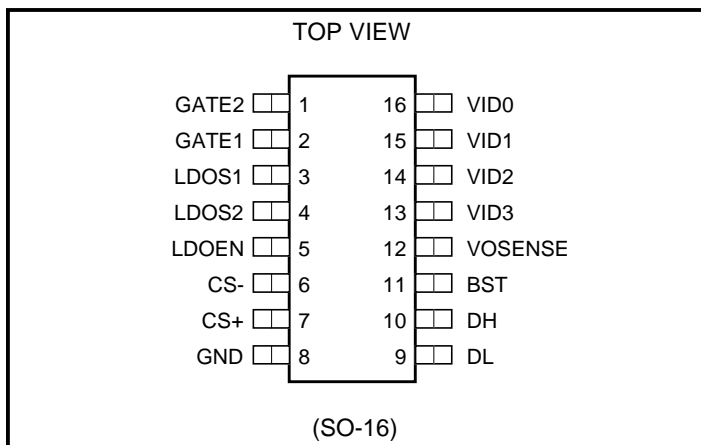 TOP VIEW
GATE2 1 16 VID0
GATE1 2 15 VID1
LDOS1 3 14 VID2
LDOS2 4 13 VID3
LDOEN 5 12 VOSENSE
CS- 6 11 BST
CS+ 7 10 DH
GND 8 9 DL
(SO-16)